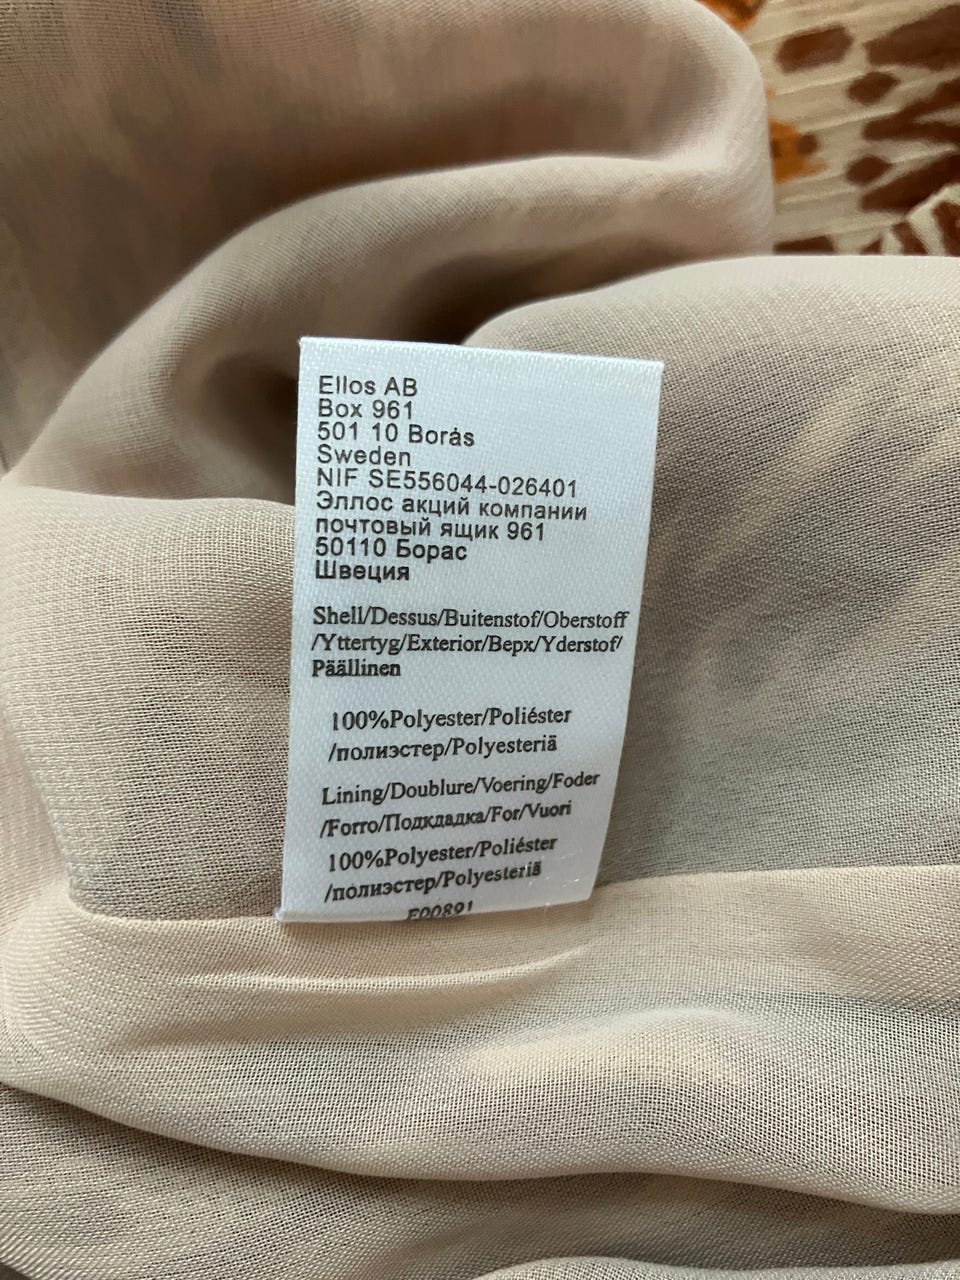 Ellos AB
Box 961
501 10 Borås
Sweden
NIF SE556044-026401
Эллос акций компании
почтовый ящик 961
50110 Борас
Швеция
Shell/Dessus/Buitenstof/Oberstoff
/Yttertyg/Exterior/Верх/Yderstof/
Päällinen
100%Polyester/Poliéster
/полиэстер/Polyesteriä
Lining/Doublure/Voering/Foder
/Forro/Подкдадка/For/Vuori
100%Polyester/Poliéster
/полиэстер/Polyesteriä